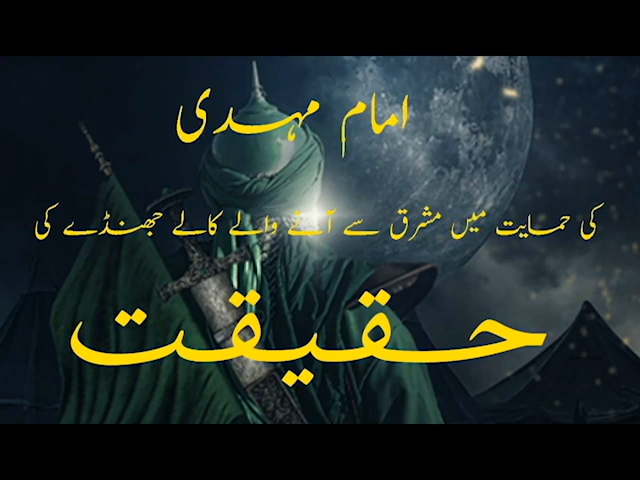 امام مہدی
کی حمایت میں مشرق سے آنے والے کالے جھنڈے کی
حقیقت